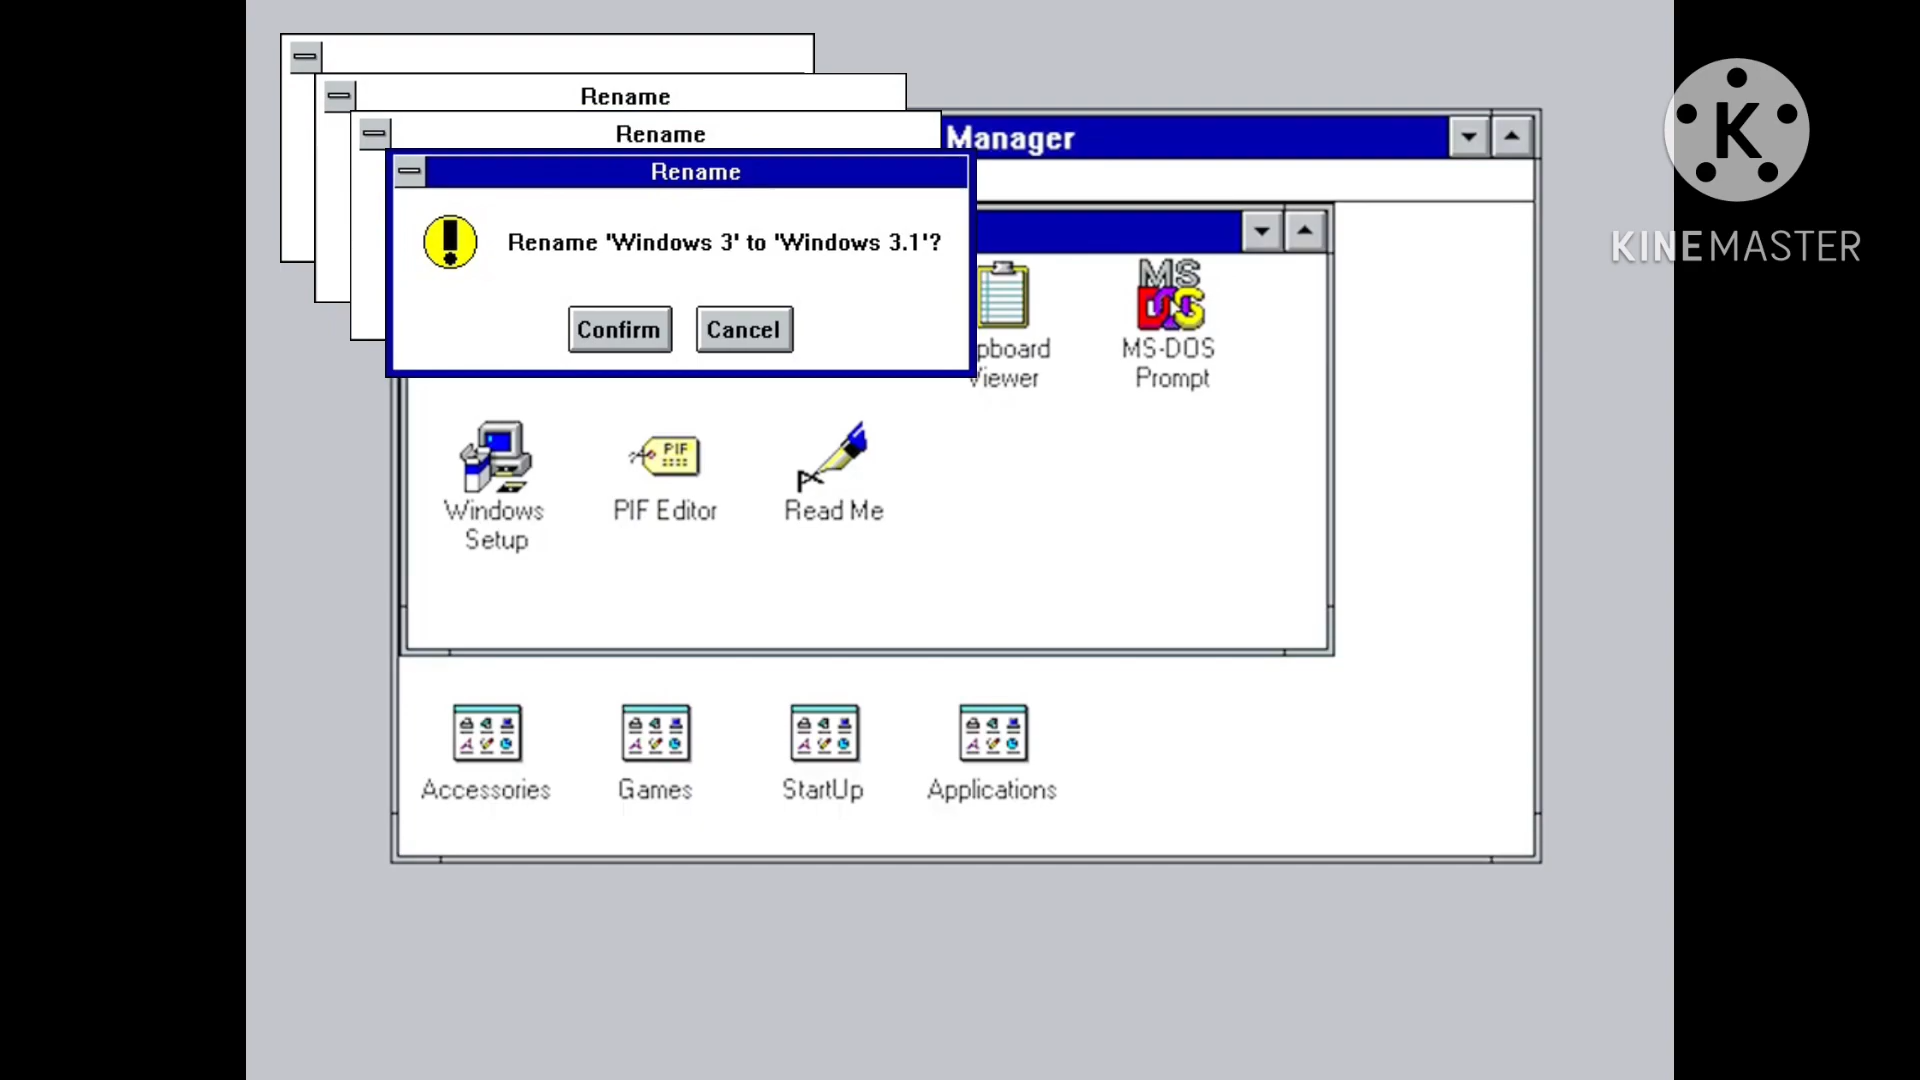 Rename
Rename
Manager
Rename
Rename 'Windows 3' to 'Windows 3.1'?
Confirm
Cancel
pboard
Viewer
MS
DOS
MS-DOS
Prompt
Windows
Setup
PIF
PIF Editor
Read Me
Accessories
Games
StartUp
Applications
K
KINEMASTER